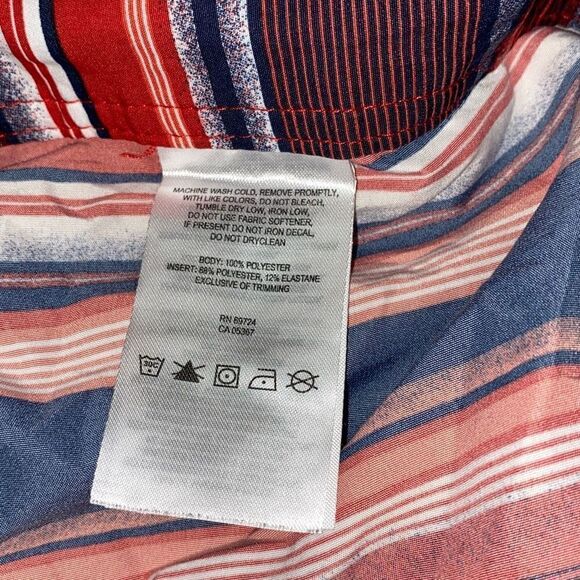 MACHINE WASH COLD, REMOVE PROMPTLY,
WITH LIKE COLORS, DO NOT BLEACH,
TUMBLE DRY LOW, IRON LOW,
DO NOT USE FABRIC SOFTENER,
IF PRESENT DO NOT IRON DECAL,
DO NOT DRYCLEAN
BODY: 100% POLYESTER
INSERT: 88% POLYESTER, 12% ELASTANE
EXCLUSIVE OF TRIMMING
RN 69724
CA 05367
30C